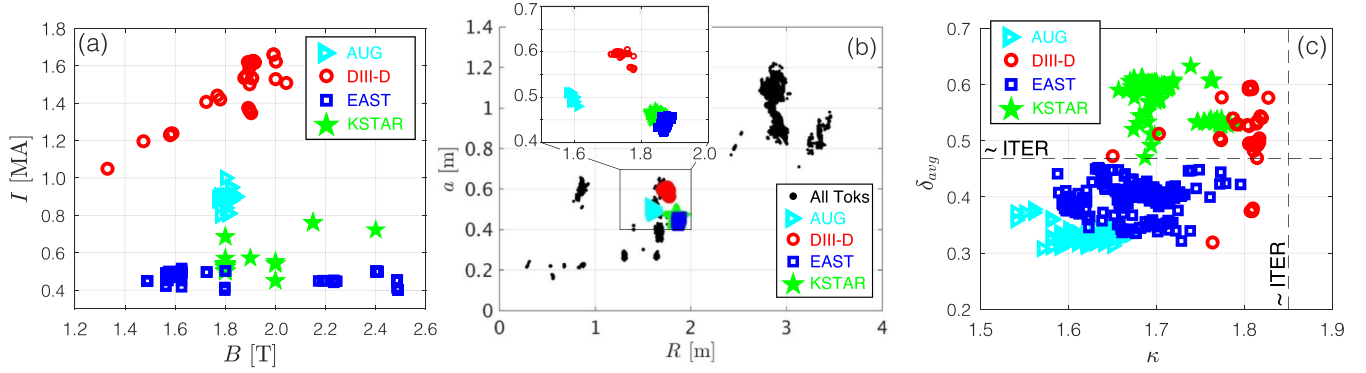 (a)
AUG
DIII-D
EAST
KSTAR
I [MA]
1.8
1.6
1.4
1.2
1.0
0.8
0.6
0.4
1.2 1.4 1.6 1.8 2.0 2.2 2.4 2.6
B [T]
(b)
0.7
0.6
0.5
0.4
1.6 1.8 2.0
a [m]
1.4
1.2
1
0.8
0.6
0.4
0.2
0
0 1 2 3 4
R [m]
All Toks
AUG
DIII-D
EAST
KSTAR
(c)
AUG
DIII-D
EAST
KSTAR
~ ITER
~ ITER
δavg
0.7
0.6
0.5
0.4
0.3
0.2
1.5 1.6 1.7 1.8 1.9
κ